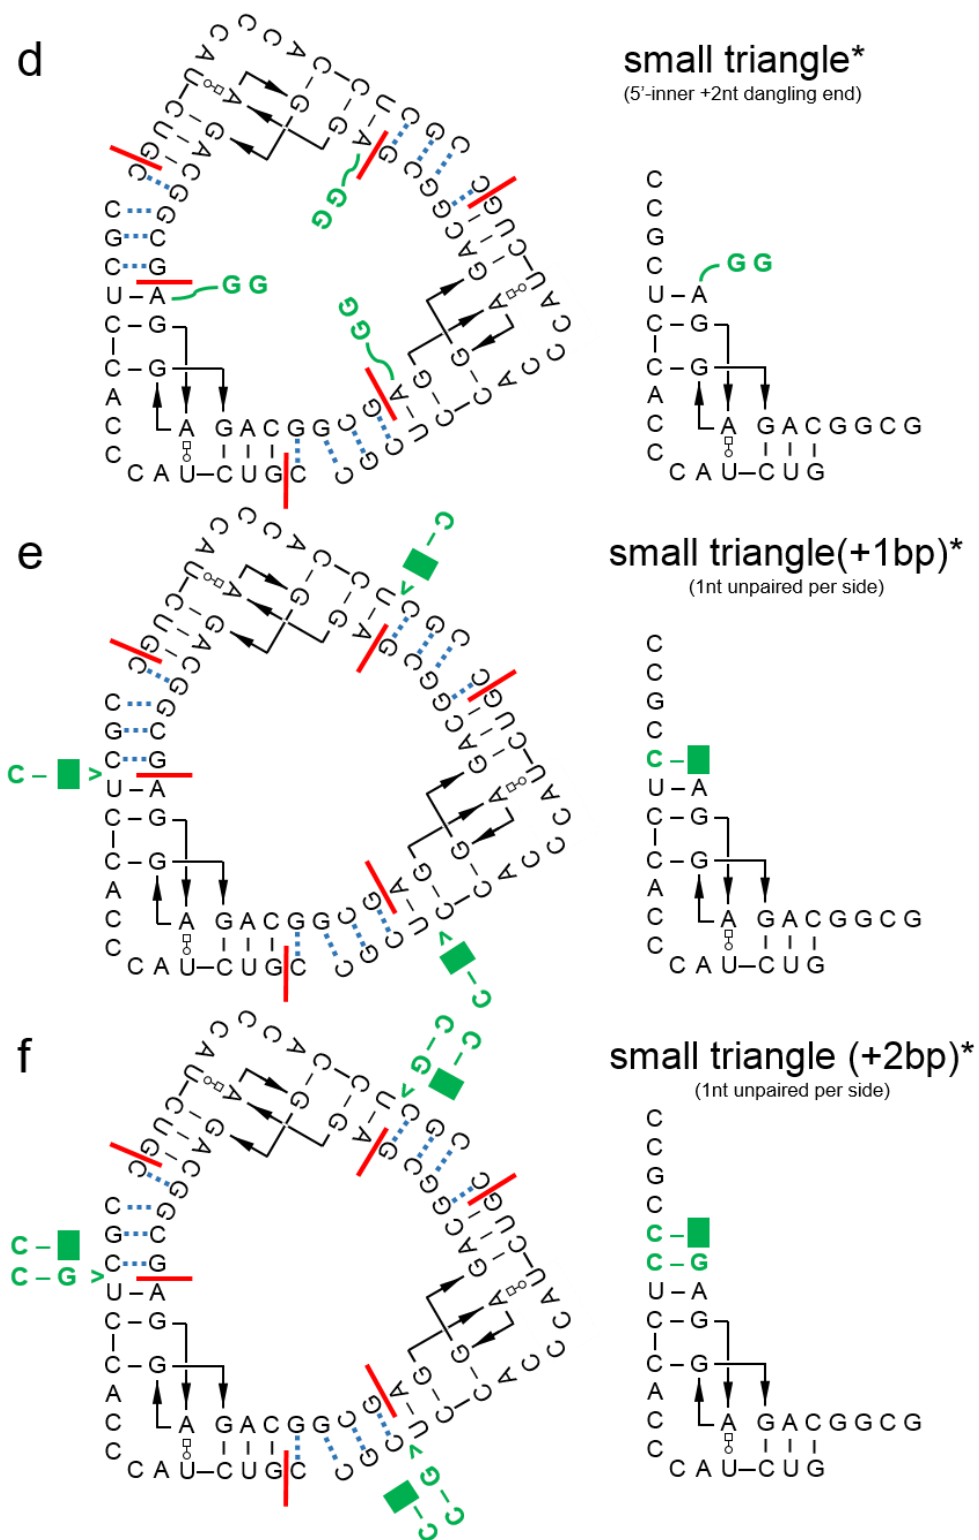 d
small triangle*
(5'-inner +2nt dangling end)
C G U C U A C C C A C C U C G C
G G C A G A G G A G G
C G U C U A C C C A C C U C G C
G C G G C A G A G G A
G G
C
G C
C G
U A G G
C G
C G
A
C A G A C G G C G
C
C A U C U G C
C
C
G
C G G
U A
C G
C G
A
C A G A C G G C G
C
C A U C U G
e
small triangle(+1bp)*
(1nt unpaired per side)
C
C G U C U A C C C A C C U C G C
G G C A G A G G A
C G U C U A C C C A C C U C G C
G C G G C A G A G G A
C
G C
C G
C >
U A
C G
C G
A
C A G A C G G C G
C
C A U C U G C
C
C
C
G
C
C
U A
C G
C G
A
C A G A C G G C G
C
C A U C U G
f
small triangle (+2bp)*
(1nt unpaired per side)
C G C
C G U C U A C C C A C C U C G C
G G C A G A G G A
C G U C U A C C C A C C U C G C
G C G G C A G A G G A
C
G C
C
C G
C G >
U A
C G
C G
A
C A G A C G G C G
C
C A U C U G C
G C
C
C
C
G
C
C
C G
U A
C G
C G
A
C A G A C G G C G
C
C A U C U G